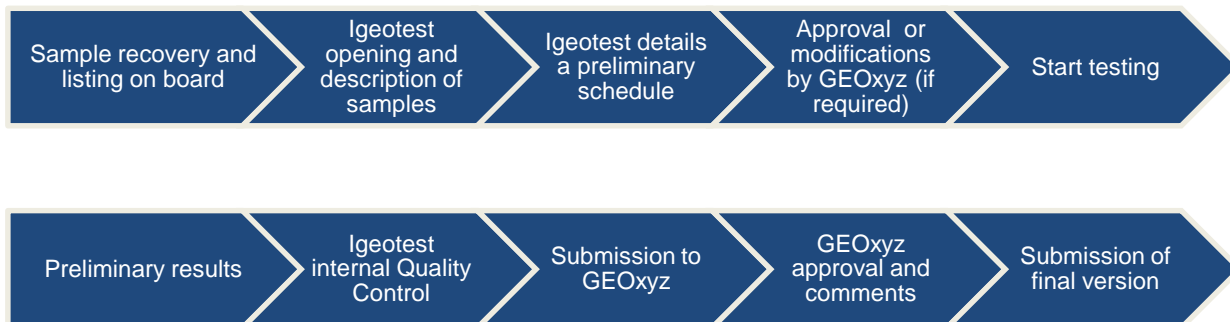 Sample recovery and
listing on board
Igeotest
opening and
description of
samples
Igeotest details
a preliminary
schedule
Approval or
modifications
by GEOxyz (if
required)
Start testing
Preliminary results
Igeotest
internal Quality
Control
Submission to
GEOxyz
GEOxyz
approval and
comments
Submission of
final version